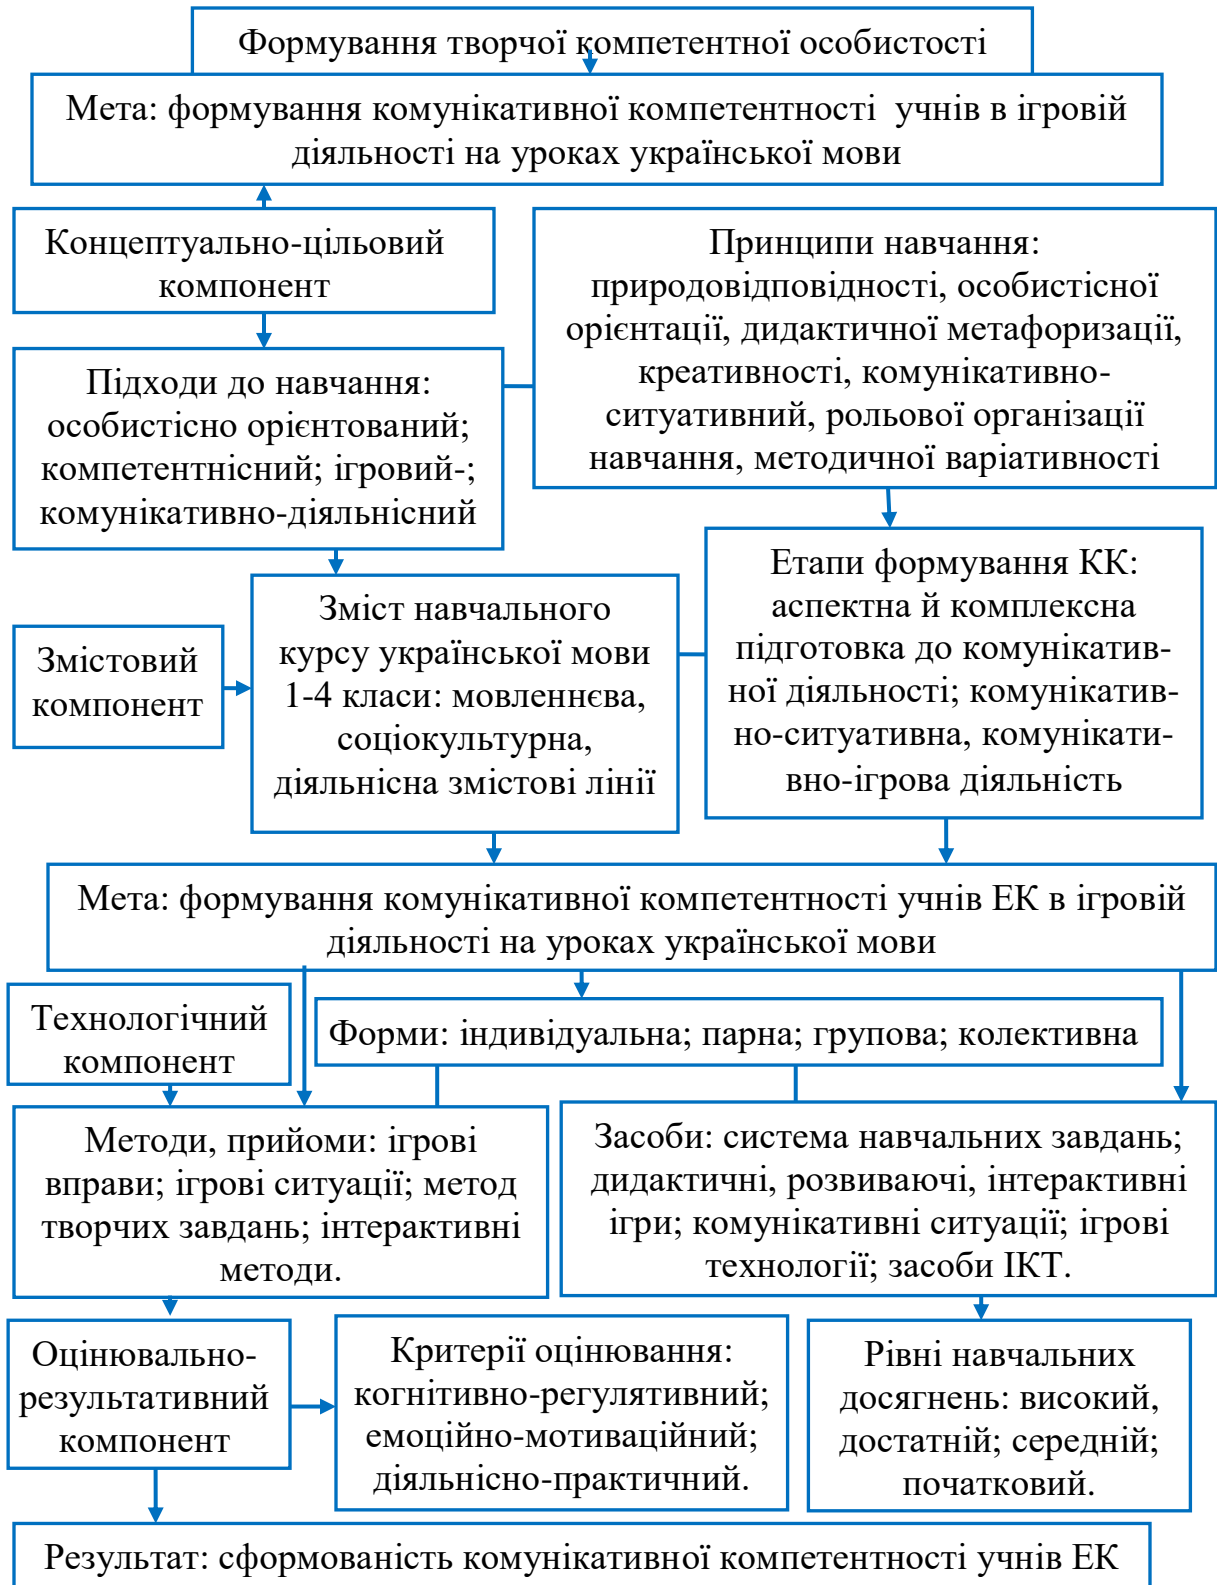 Формування творчої компетентної особистості
Мета: формування комунікативної компетентності учнів в ігровій
діяльності на уроках української мови
Концептуально-цільовий
компонент
Принципи навчання:
природовідповідності, особистісної
орієнтації, дидактичної метафоризації,
креативності, комунікативно-
ситуативний, рольової організації
навчання, методичної варіативності
Підходи до навчання:
особистісно орієнтований;
компетентнісний; ігровий-;
комунікативно-діяльнісний
Етапи формування КК:
аспектна й комплексна
підготовка до комунікатив-
ної діяльності; комунікатив-
но-ситуативна, комунікати-
вно-ігрова діяльність
Зміст навчального
курсу української мови
1-4 класи: мовленнєва,
соціокультурна,
діяльнісна змістові лінії
Змістовий
компонент
Мета: формування комунікативної компетентності учнів ЕК в ігровій
діяльності на уроках української мови
Технологічний
компонент
Форми: індивідуальна; парна; групова; колективна
Методи, прийоми: ігрові
вправи; ігрові ситуації; метод
творчих завдань; інтерактивні
методи.
Засоби: система навчальних завдань;
дидактичні, розвиваючі, інтерактивні
ігри; комунікативні ситуації; ігрові
технології; засоби ІКТ.
Оцінювально-
результативний
компонент
Критерії оцінювання:
когнітивно-регулятивний;
емоційно-мотиваційний;
діяльнісно-практичний.
Рівні навчальних
досягнень: високий,
достатній; середній;
початковий.
Результат: сформованість комунікативної компетентності учнів ЕК